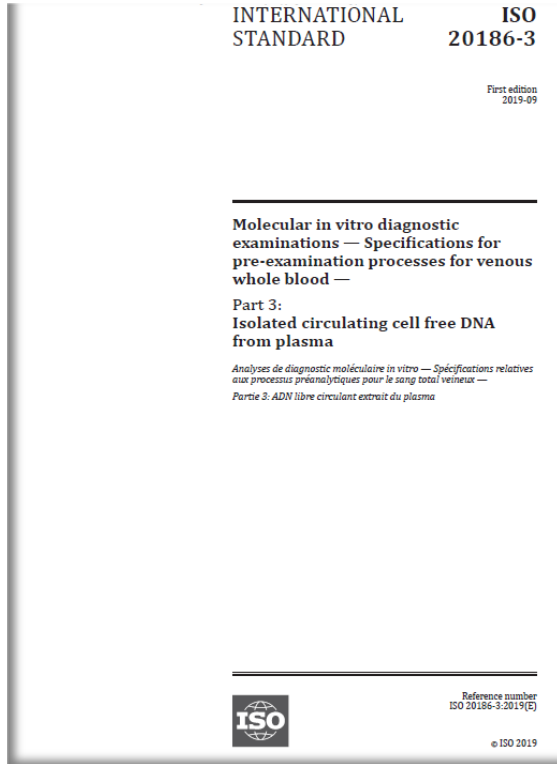 INTERNATIONAL STANDARD
ISO 20186-3
First edition
2019-09
Molecular in vitro diagnostic
examinations — Specifications for
pre-examination processes for venous
whole blood —
Part 3:
Isolated circulating cell free DNA
from plasma
Analyses de diagnostic moléculaire in vitro — Spécifications relatives
aux processus préanalytiques pour le sang total veineux —
Partie 3: ADN libre circulant extrait du plasma
ISO
Reference number
ISO 20186-3:2019(E)
© ISO 2019